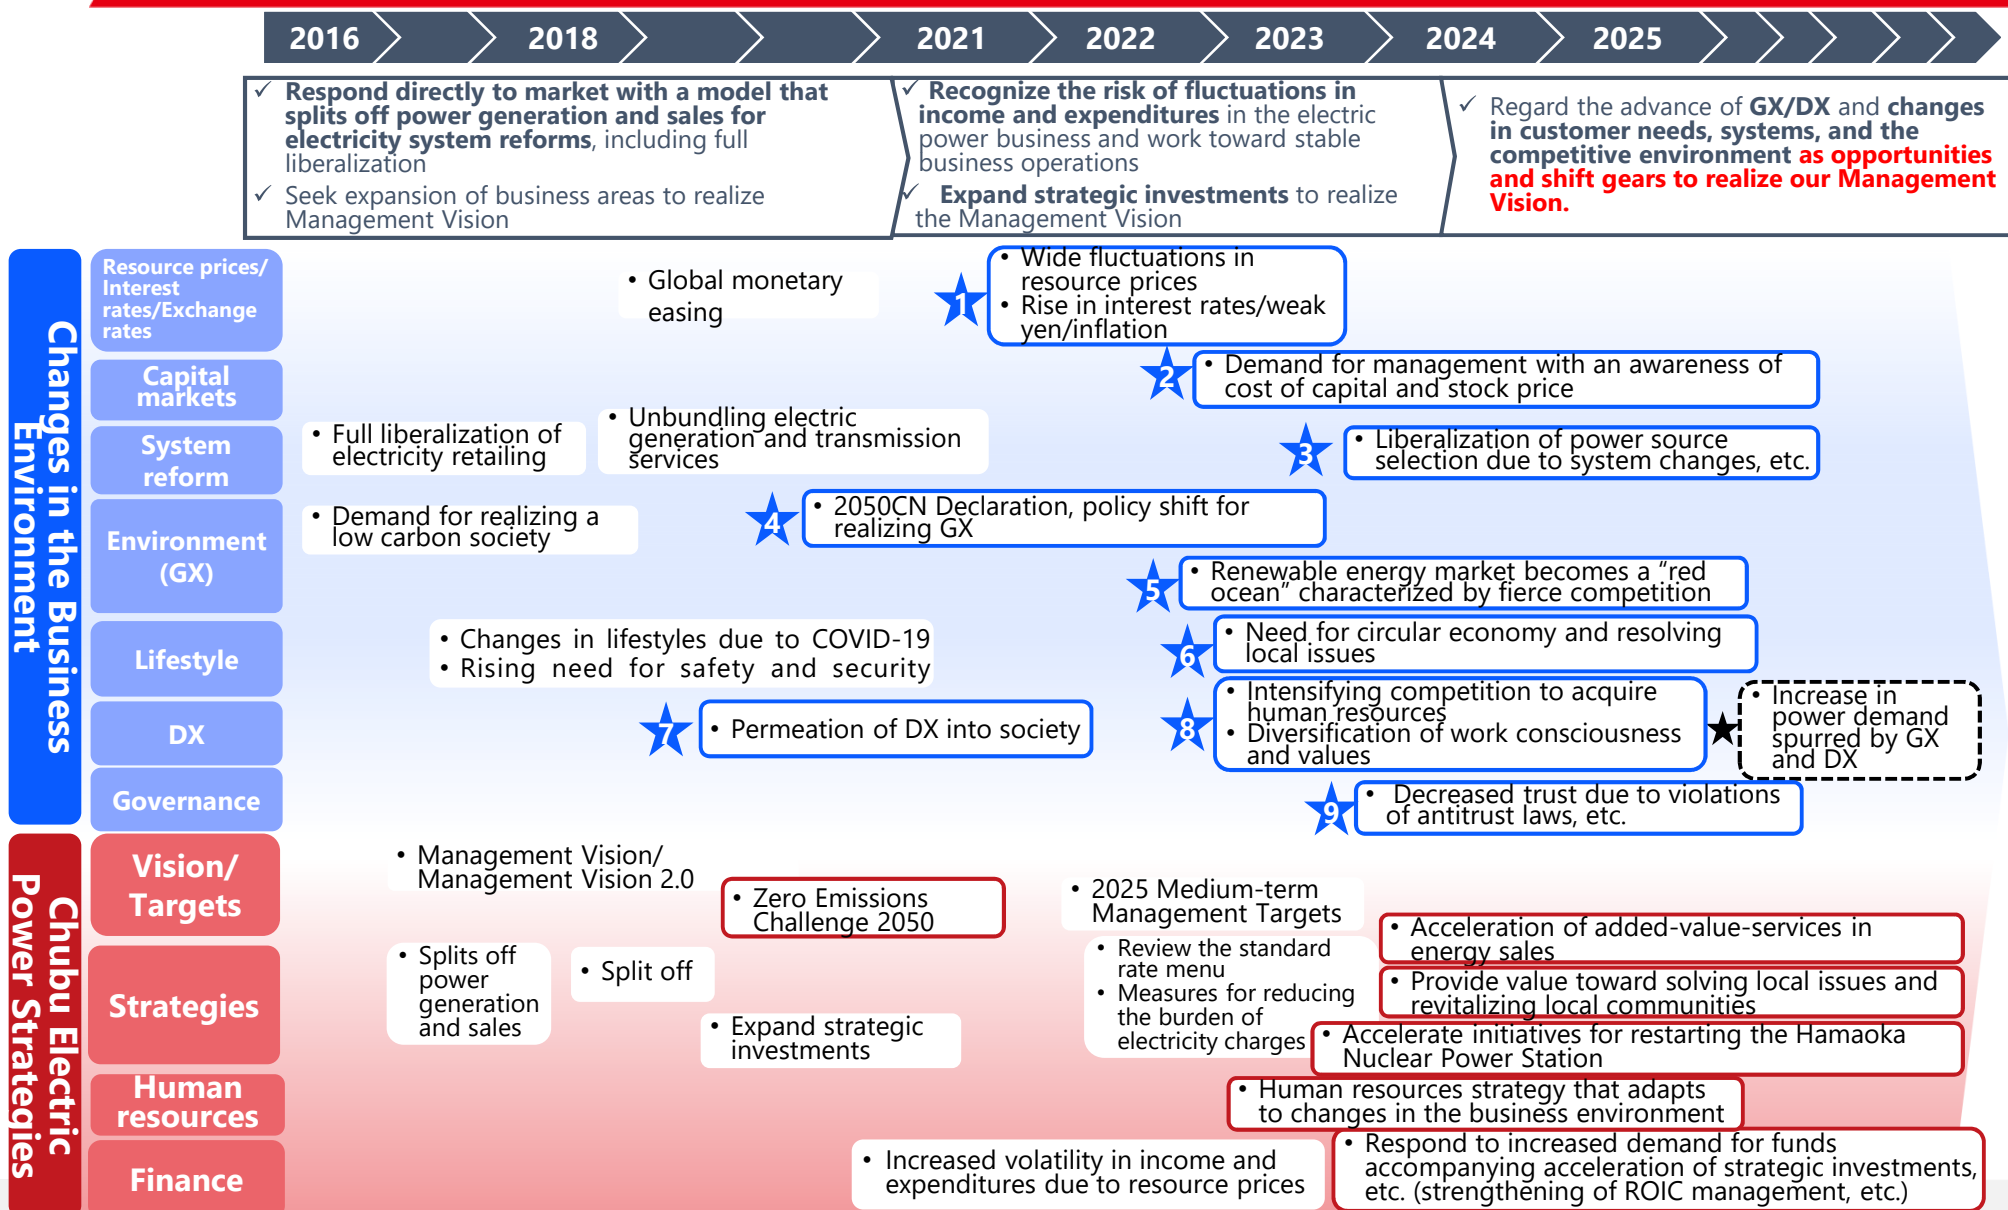 2016
2018
2021
2022
2023
2024
2025
✓ Respond directly to market with a model that
splits off power generation and sales for
electricity system reforms, including full
liberalization
✓ Seek expansion of business areas to realize
Management Vision
✓ Recognize the risk of fluctuations in
income and expenditures in the electric
power business and work toward stable
business operations
✓ Expand strategic investments to realize
the Management Vision
✓ Regard the advance of GX/DX and changes
in customer needs, systems, and the
competitive environment as opportunities
and shift gears to realize our Management
Vision.
Changes in the Business
Environment
Resource prices/
Interest
rates/Exchange
rates
• Global monetary
easing
1
• Wide fluctuations in
resource prices
• Rise in interest rates/weak
yen/inflation
Capital
markets
2
• Demand for management with an awareness of
cost of capital and stock price
System
reform
• Full liberalization of
electricity retailing
• Unbundling electric
generation and transmission
services
3
• Liberalization of power source
selection due to system changes, etc.
Environment
(GX)
• Demand for realizing a
low carbon society
4
• 2050CN Declaration, policy shift for
realizing GX
5
• Renewable energy market becomes a “red
ocean” characterized by fierce competition
Lifestyle
• Changes in lifestyles due to COVID-19
• Rising need for safety and security
6
• Need for circular economy and resolving
local issues
DX
7
• Permeation of DX into society
8
• Intensifying competition to acquire
human resources
• Diversification of work consciousness
and values
• Increase in
power demand
spurred by GX
and DX
Governance
9
• Decreased trust due to violations
of antitrust laws, etc.
Chubu Electric
Power Strategies
Vision/
Targets
• Management Vision/
Management Vision 2.0
• Zero Emissions
Challenge 2050
• 2025 Medium-term
Management Targets
Strategies
• Splits off
power
generation
and sales
• Split off
• Expand strategic
investments
• Review the standard
rate menu
• Measures for reducing
the burden of
electricity charges
• Acceleration of added-value-services in
energy sales
• Provide value toward solving local issues and
revitalizing local communities
• Accelerate initiatives for restarting the Hamaoka
Nuclear Power Station
Human
resources
• Human resources strategy that adapts
to changes in the business environment
Finance
• Increased volatility in income and
expenditures due to resource prices
• Respond to increased demand for funds
accompanying acceleration of strategic investments,
etc. (strengthening of ROIC management, etc.)